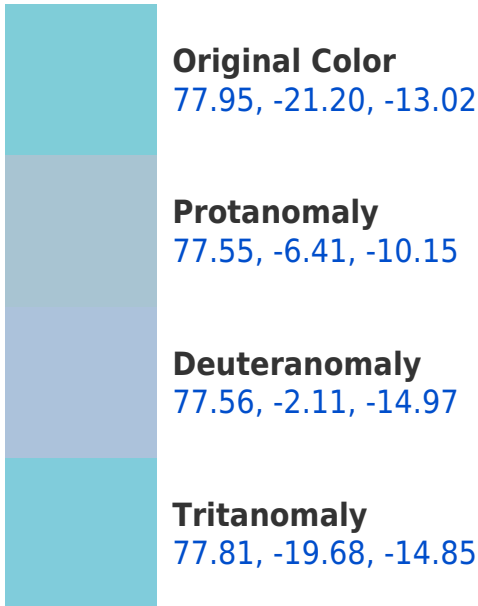 Original Color
77.95, -21.20, -13.02
Protanomaly
77.55, -6.41, -10.15
Deuteranomaly
77.56, -2.11, -14.97
Tritanomaly
77.81, -19.68, -14.85